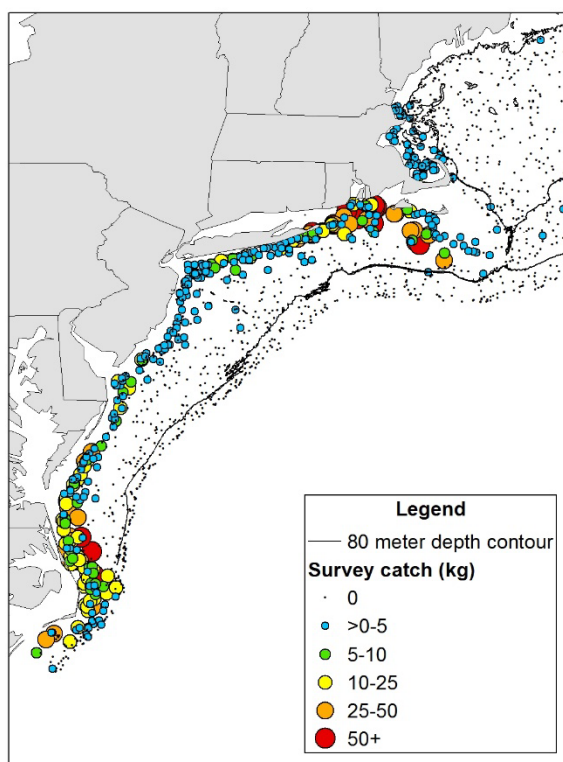 Legend
80 meter depth contour
Survey catch (kg)
0
>0-5
5-10
10-25
25-50
50+